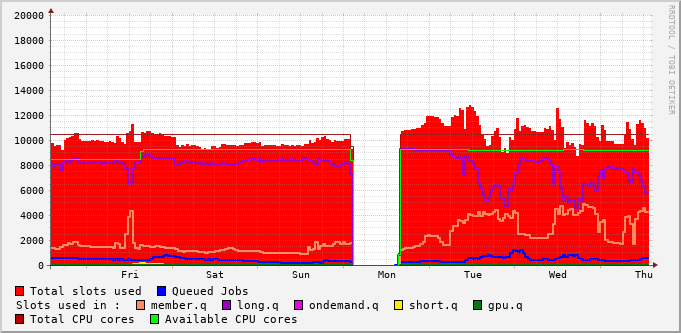 20000
18000
16000
14000
12000
10000
8000
6000
4000
2000
0
Fri Sat Sun Mon Tue Wed Thu
RRDTOOL / TOBI OETIKER
Total slots used Queued Jobs
Slots used in : member.q long.q ondemand.q short.q gpu.q
Total CPU cores Available CPU cores